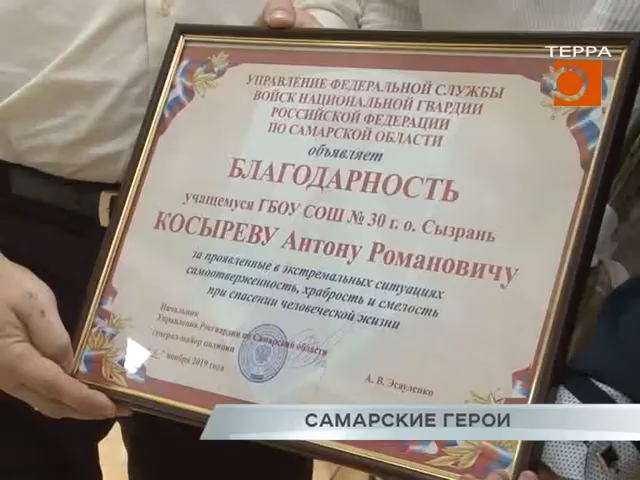 ТЕРРА
УПРАВЛЕНИЕ ФЕДЕРАЛЬНОЙ СЛУЖБЫ
ВОЙСК НАЦИОНАЛЬНОЙ ГВАРДИИ
РОССИЙСКОЙ ФЕДЕРАЦИИ
ПО САМАРСКОЙ ОБЛАСТИ
объявляет
БЛАГОДАРНОСТЬ
учащемуся ГБОУ СОШ № 30 г. о. Сызрань
КОСЫРЕВУ Антону Романовичу
за проявленные в экстремальных ситуациях
самоотверженность, храбрость и смелость
при спасении человеческой жизни
Начальник
Управления Росгвардии по Самарской области
генерал-майор полиции
А. В. Эсауленко
ноября 2019 года
САМАРСКИЕ ГЕРОИ